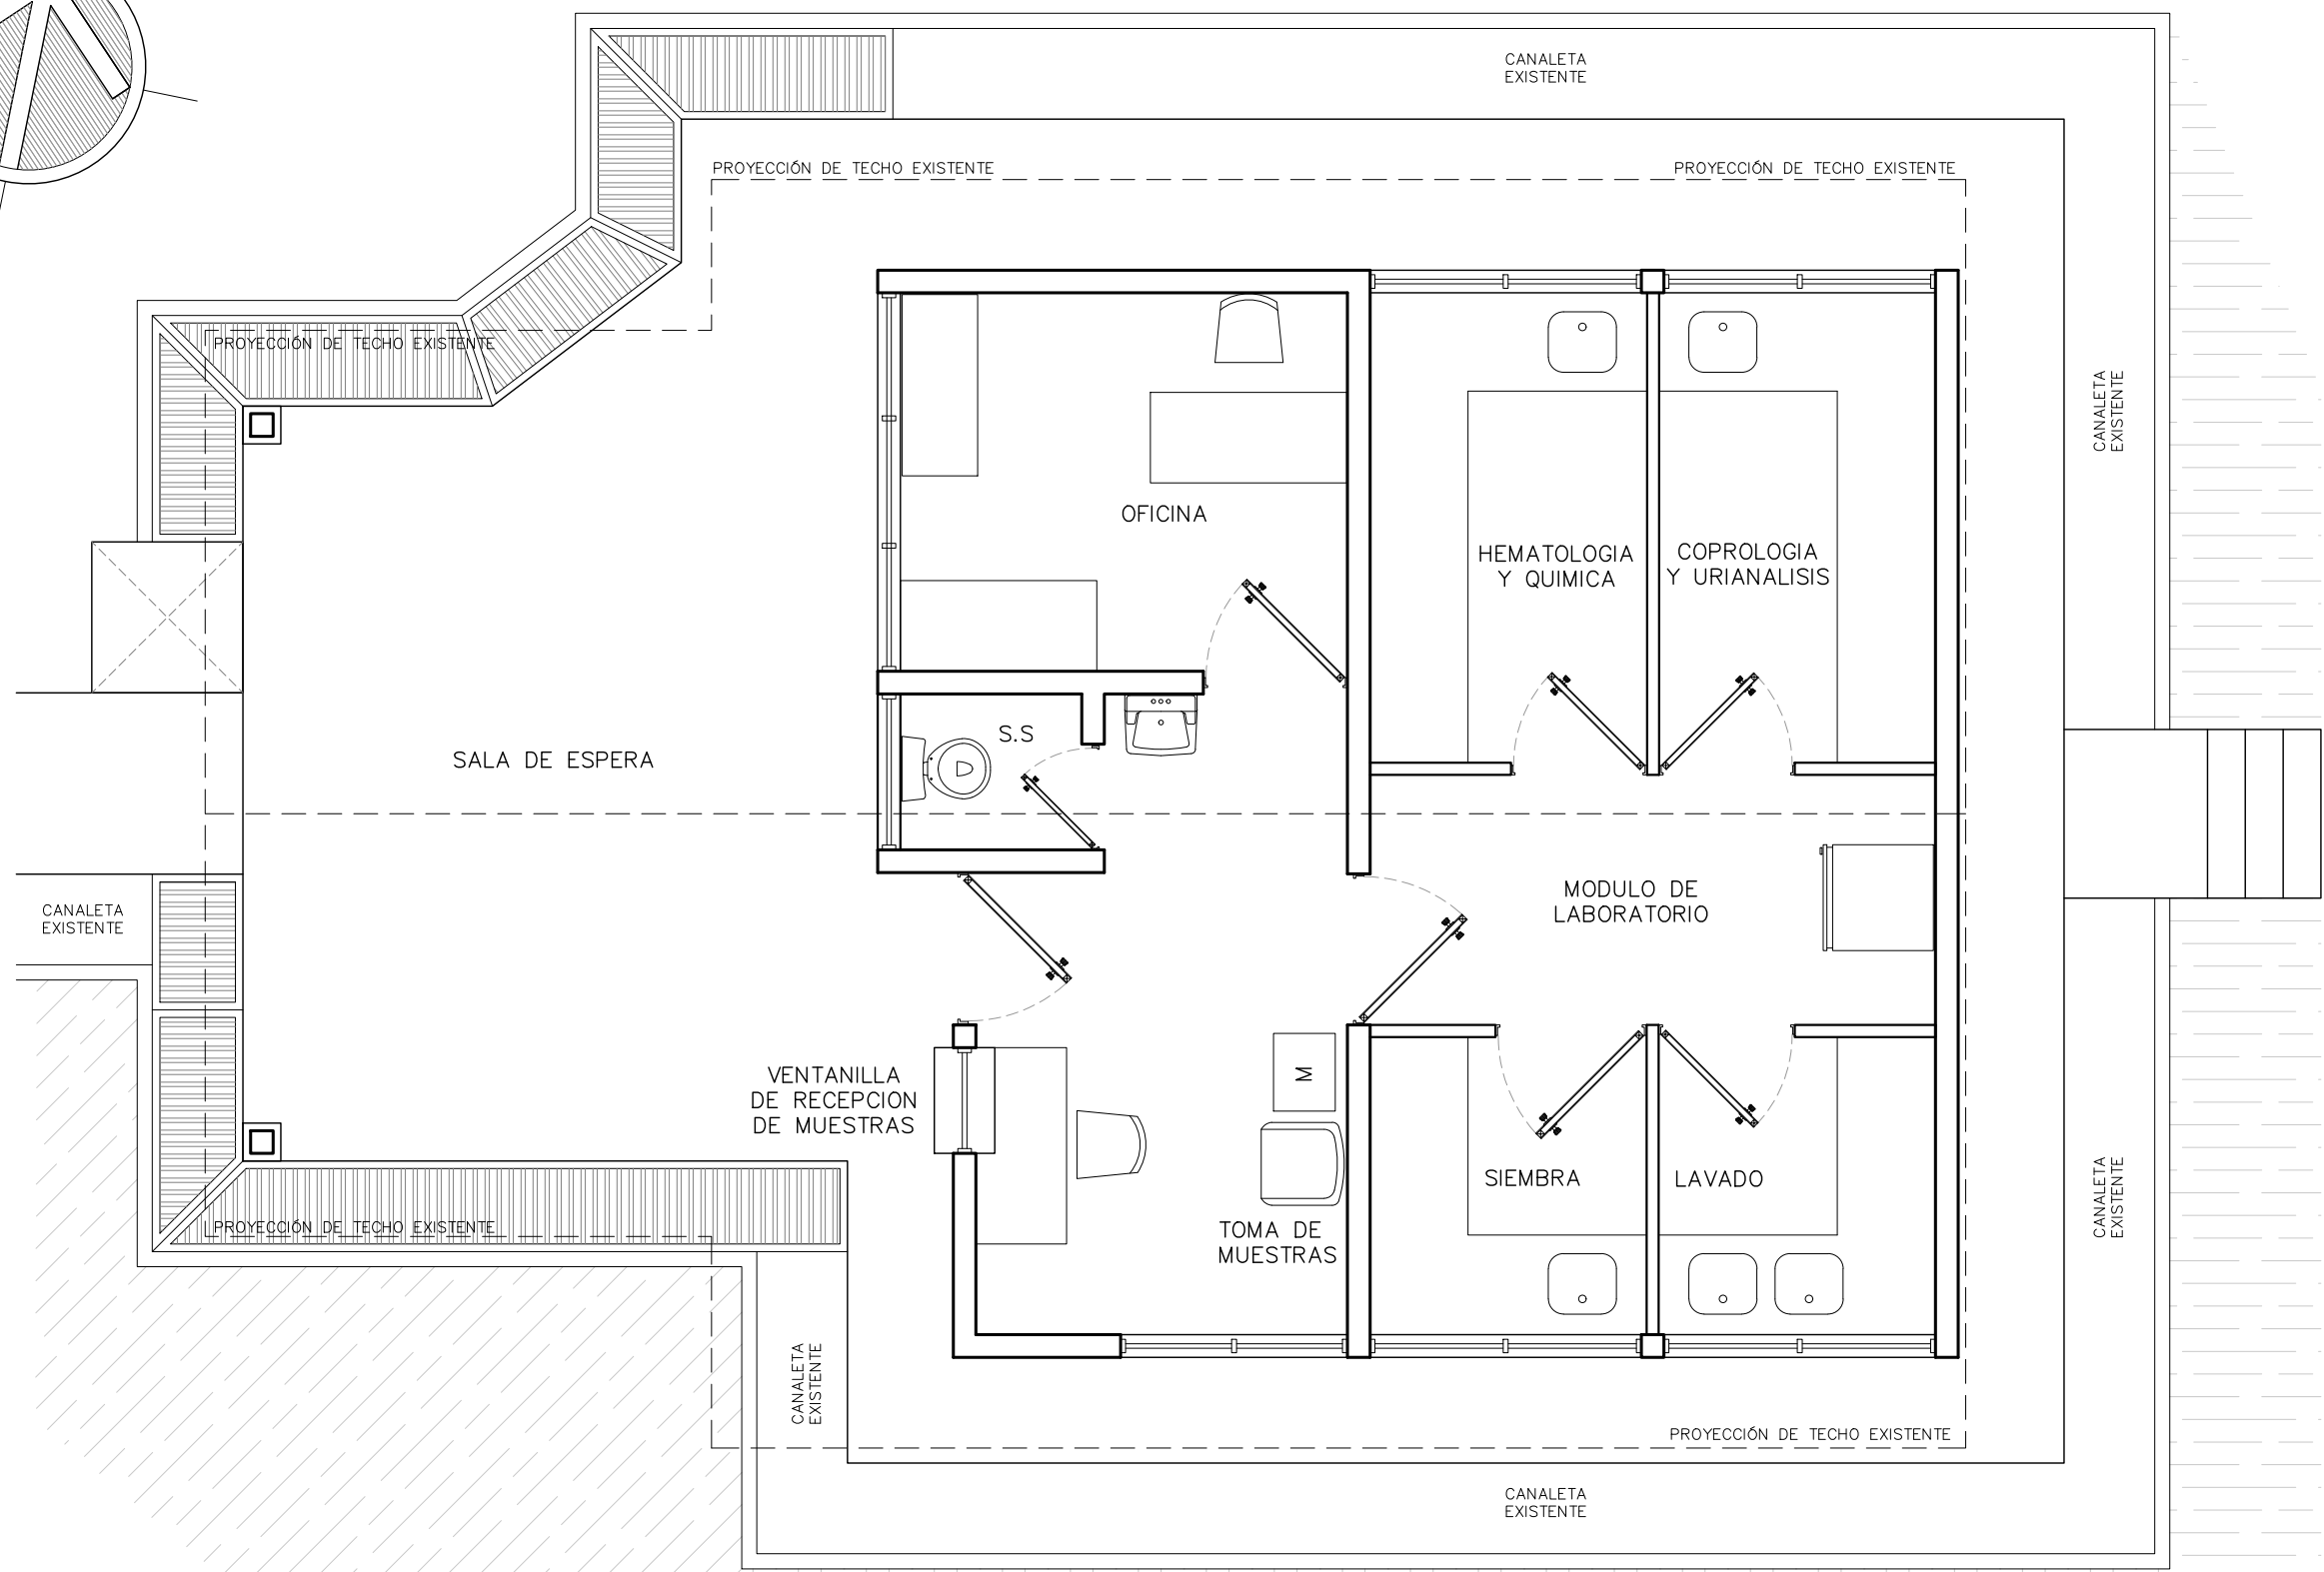 CANALETA
EXISTENTE
PROYECCIÓN DE TECHO EXISTENTE
PROYECCIÓN DE TECHO EXISTENTE
PROYECCIÓN DE TECHO EXISTENTE
CANALETA
EXISTENTE
OFICINA
HEMATOLOGIA
Y QUIMICA
COPROLOGIA
Y URIANALISIS
S.S
SALA DE ESPERA
MODULO DE
LABORATORIO
CANALETA
EXISTENTE
VENTANILLA
DE RECEPCION
DE MUESTRAS
M
SIEMBRA
LAVADO
CANALETA
EXISTENTE
PROYECCIÓN DE TECHO EXISTENTE
TOMA DE
MUESTRAS
CANALETA
EXISTENTE
PROYECCIÓN DE TECHO EXISTENTE
CANALETA
EXISTENTE